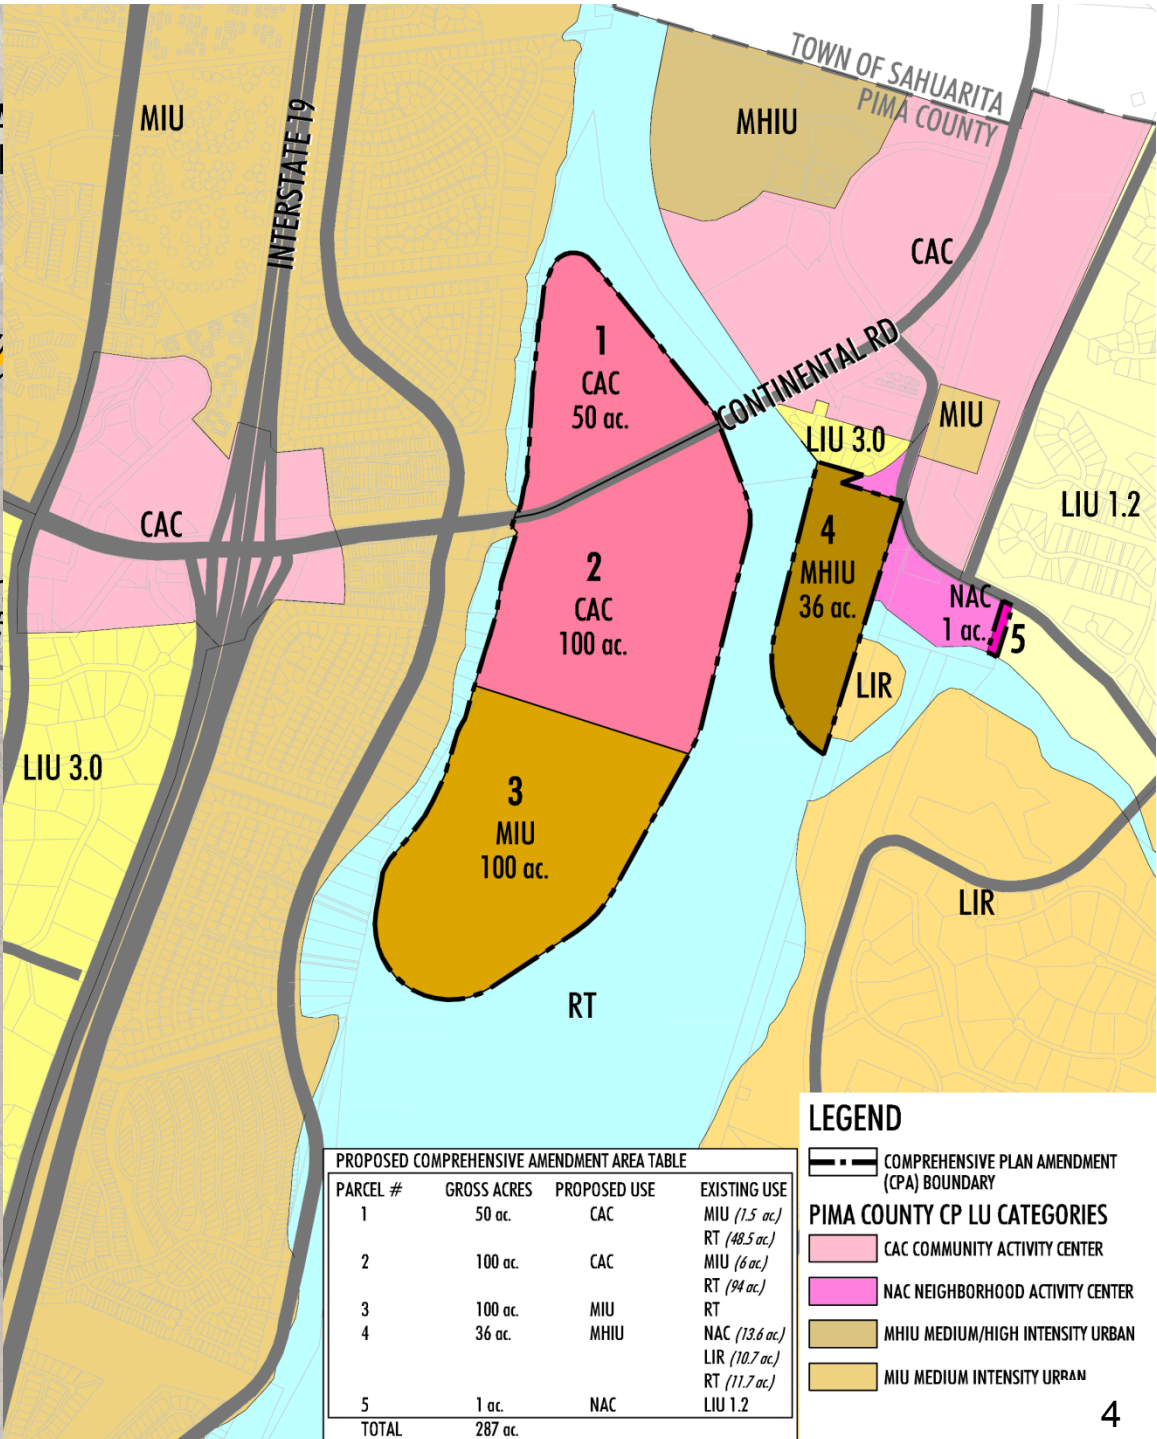 TOWN OF SAHUARITA
PIMA COUNTY
MIU
INTERSTATE 19
MHIU
CAC
1
CAC
50 ac.
CONTINENTAL RD
MIU
LIU 3.0
LIU 1.2
CAC
4
MHIU
36 ac.
2
CAC
100 ac.
NAC
1 ac.
5
LIR
LIU 3.0
3
MIU
100 ac.
LIR
RT
LEGEND
COMPREHENSIVE PLAN AMENDMENT
(CPA) BOUNDARY
PIMA COUNTY CP LU CATEGORIES
CAC COMMUNITY ACTIVITY CENTER
NAC NEIGHBORHOOD ACTIVITY CENTER
MHIU MEDIUM/HIGH INTENSITY URBAN
MIU MEDIUM INTENSITY URBAN
PROPOSED COMPREHENSIVE AMENDMENT AREA TABLE
PARCEL # GROSS ACRES PROPOSED USE EXISTING USE
1 50 ac. CAC MIU (1.5 ac.)
RT (48.5 ac.)
2 100 ac. CAC MIU (6 ac.)
RT (94 ac.)
3 100 ac. MIU RT
4 36 ac. MHIU NAC (13.6 ac.)
LIR (10.7 ac.)
RT (11.7 ac.)
5 1 ac. NAC LIU 1.2
TOTAL 287 ac.
4